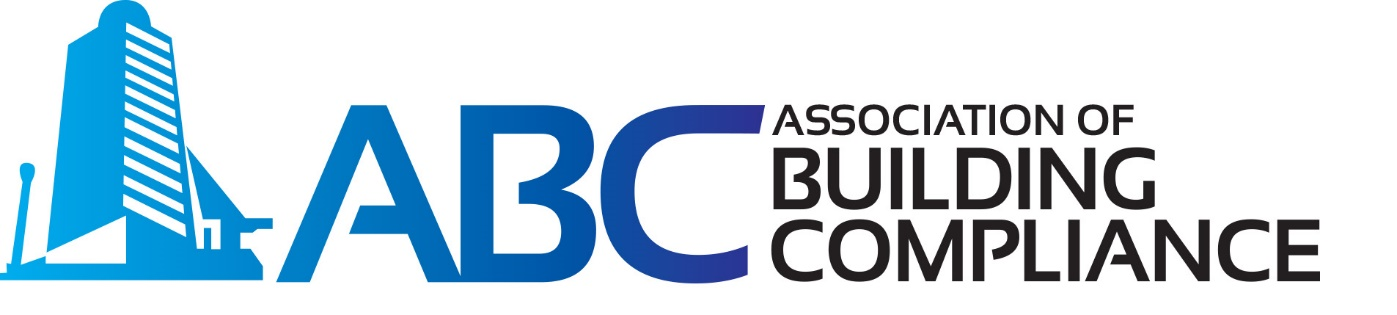 ABC
ASSOCIATION OF
BUILDING
COMPLIANCE